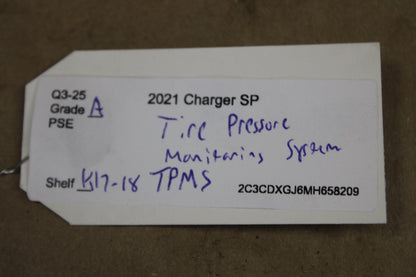 Q3-25
Grade A
PSE
2021 Charger SP
Tire Pressure
Monitoring System
TPMS
Shelf K17-18
2C3CDXGJ6MH658209